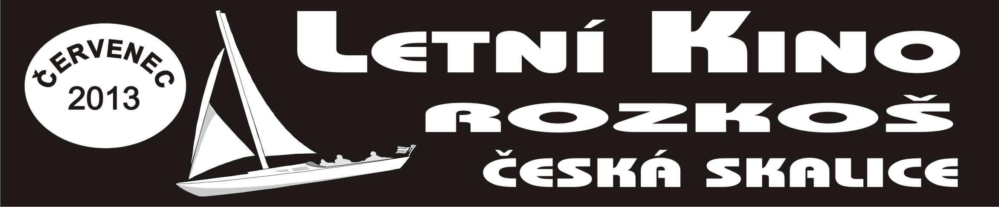 ČERVENEC
2013
LETNÍ KINO
ROZKOŠ
ČESKÁ SKALICE